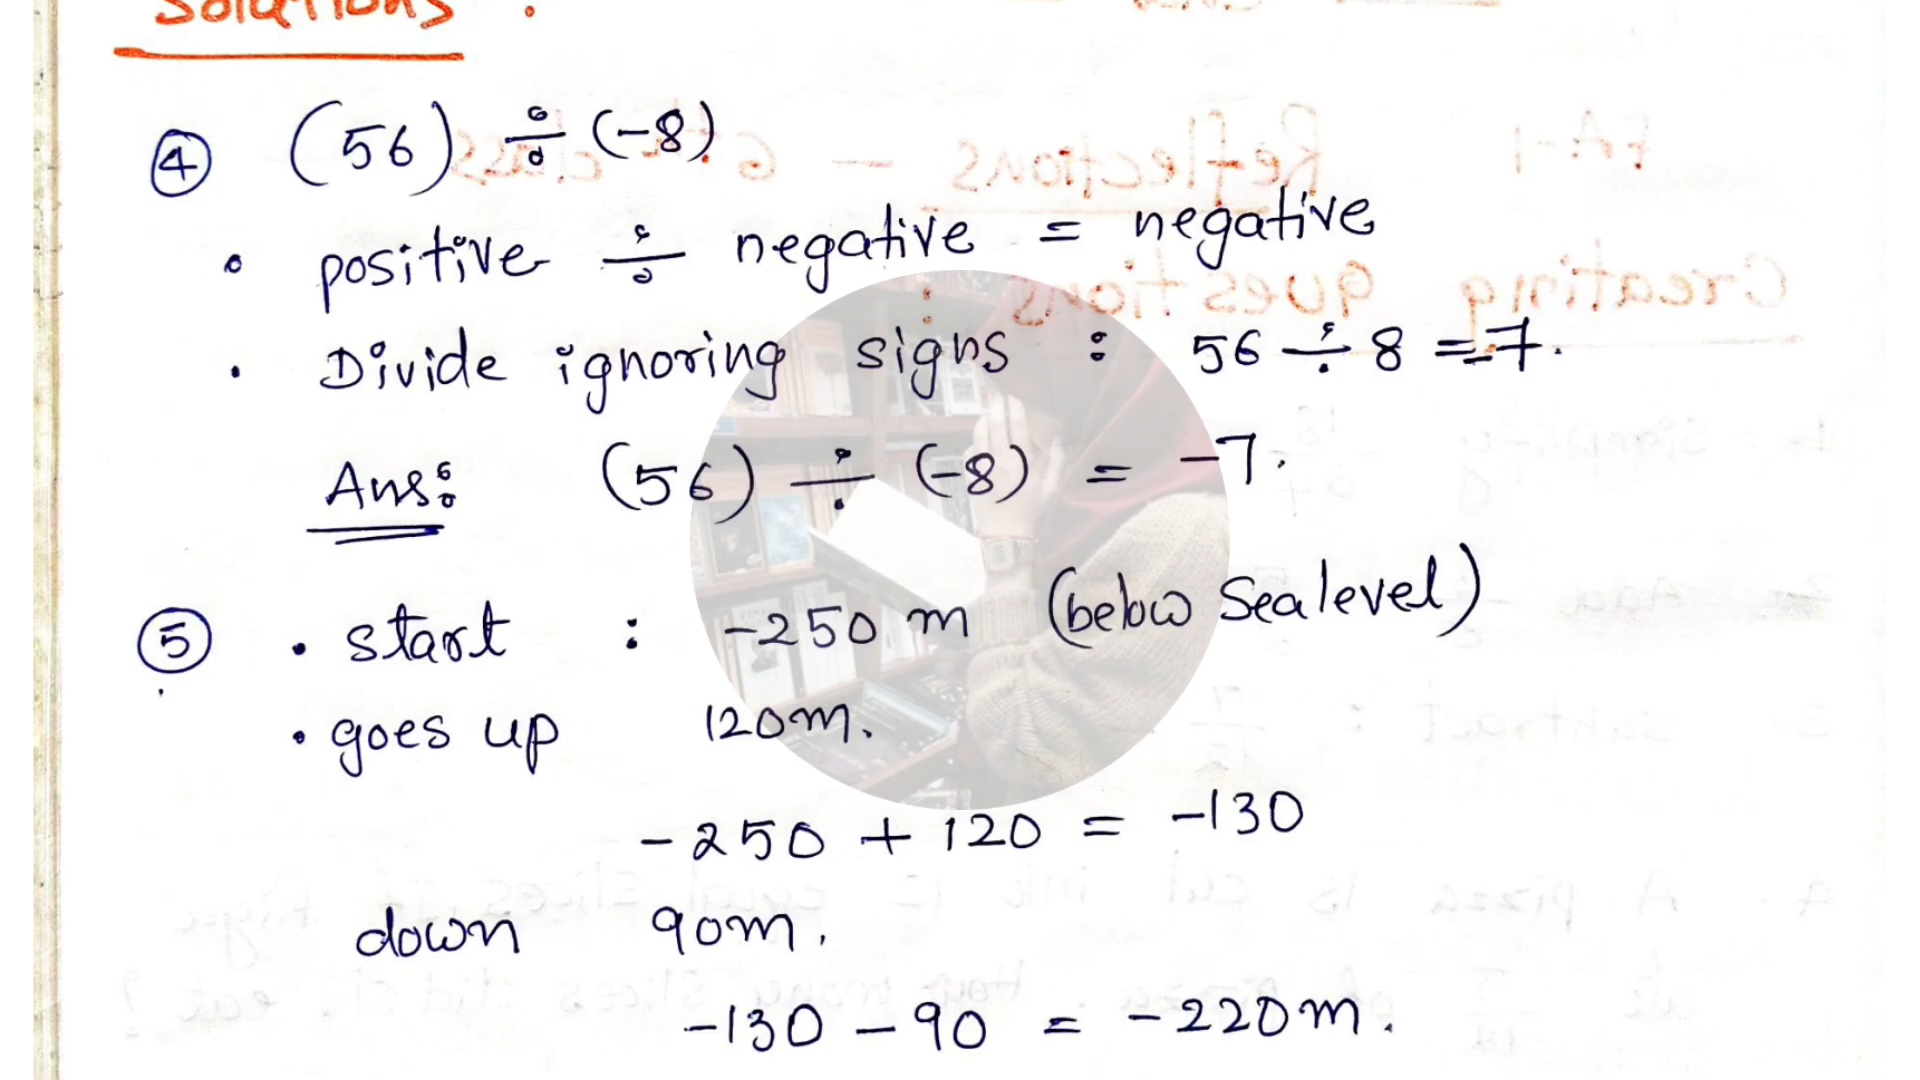 Solutions :
④ (56) ÷ (-8)
• positive ÷ negative = negative
• Divide ignoring signs : 56 ÷ 8 = 7.
Ans: (56) ÷ (-8) = -7.
⑤ • start : -250 m (below Sealevel)
• goes up 120m.
-250 + 120 = -130
down 90m.
-130 - 90 = -220m.